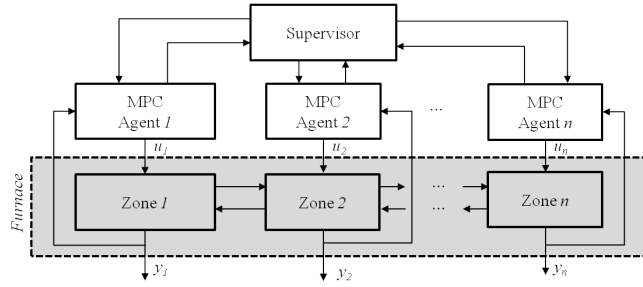 Supervisor
MPC
Agent 1
MPC
Agent 2
...
MPC
Agent n
u1
u2
un
Furnace
Zone 1
Zone 2
...
...
Zone n
y1
y2
yn